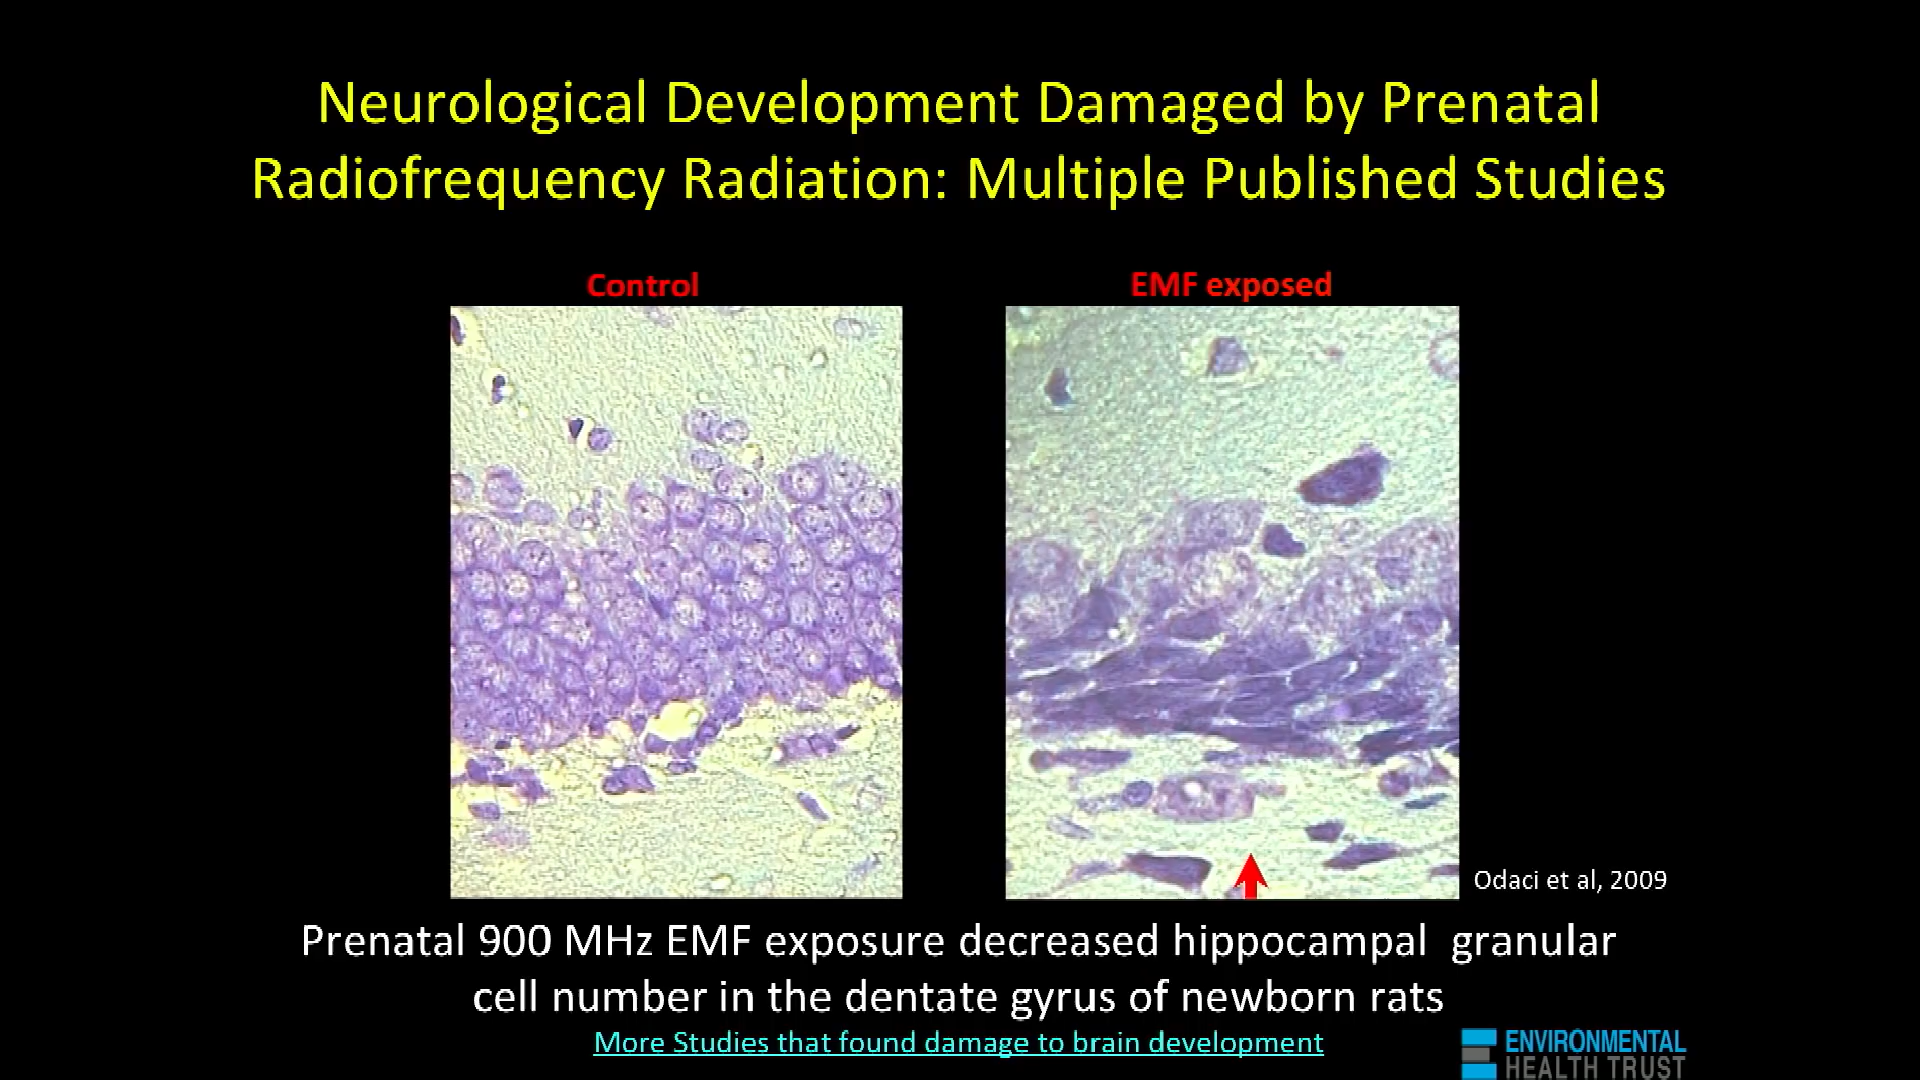 Neurological Development Damaged by Prenatal
Radiofrequency Radiation: Multiple Published Studies
Control
EMF exposed
Odaci et al, 2009
Prenatal 900 MHz EMF exposure decreased hippocampal granular
cell number in the dentate gyrus of newborn rats
More Studies that found damage to brain development
ENVIRONMENTAL
HEALTH TRUST